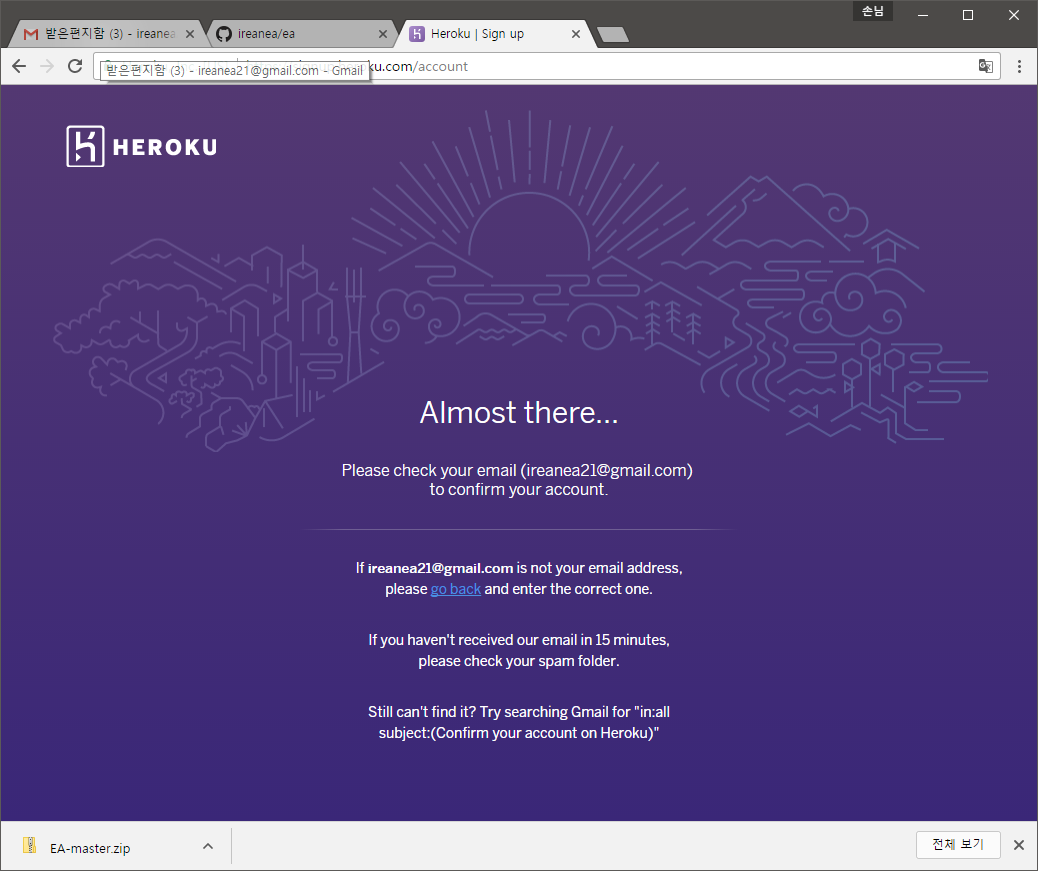 손님
받은편지함 (3) - ireanea
ireanea/ea
Heroku | Sign up
ku.com/account
받은편지함 (3) - ireanea21@gmail.com - Gmail
HEROKU
Almost there...
Please check your email (ireanea21@gmail.com)
to confirm your account.
If ireanea21@gmail.com is not your email address,
please go back and enter the correct one.
If you haven't received our email in 15 minutes,
please check your spam folder.
Still can't find it? Try searching Gmail for "in:all
subject:(Confirm your account on Heroku)"
EA-master.zip
전체 보기